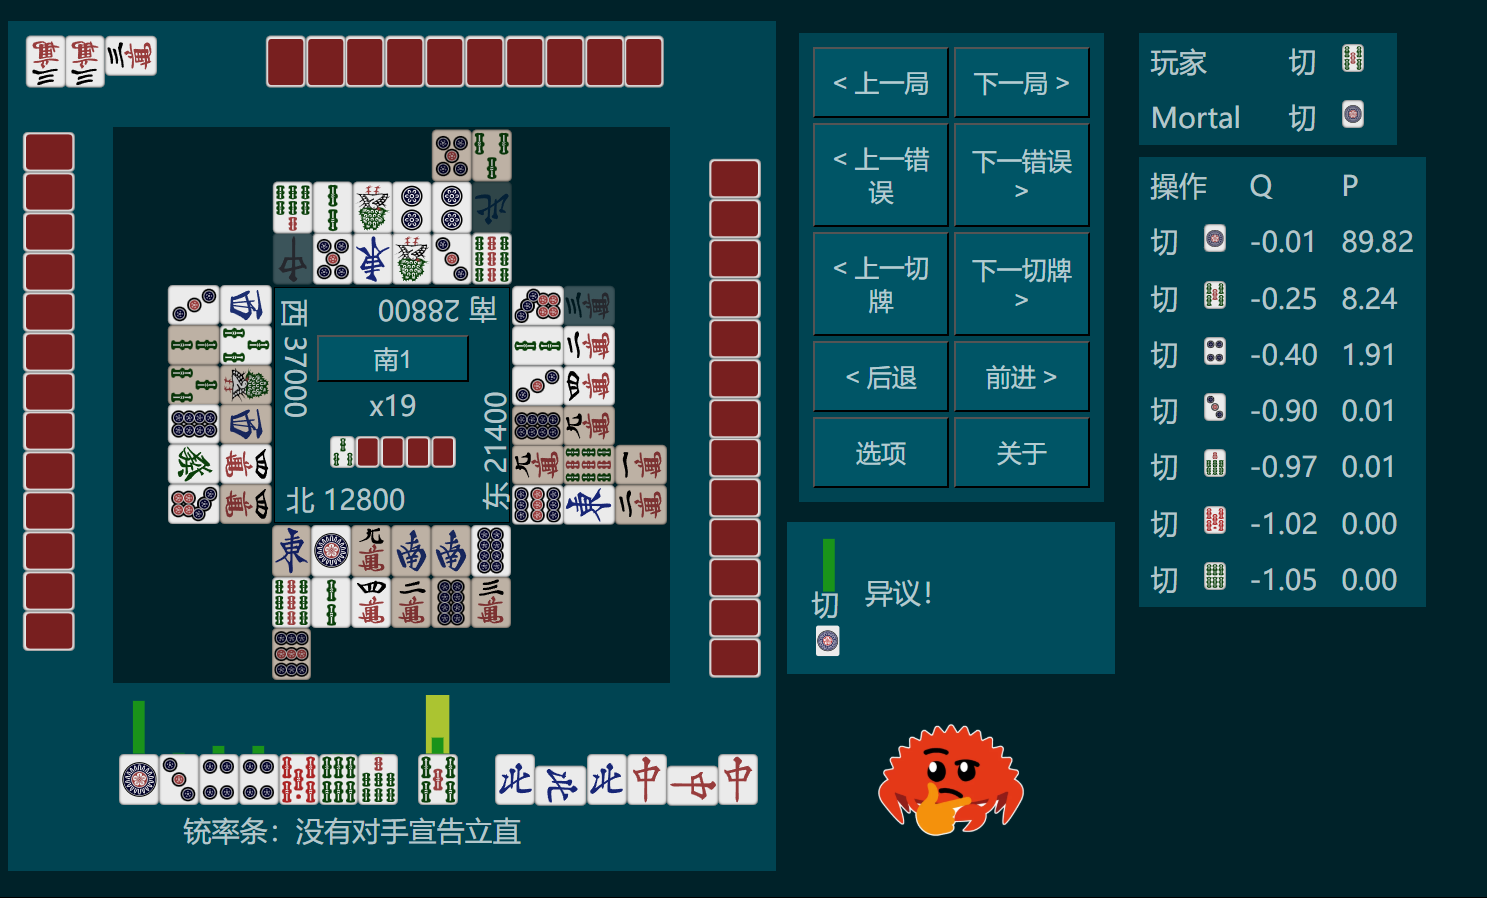 < 上一局
下一局 >
< 上一错误
下一错误 >
< 上一切牌
下一切牌 >
< 后退
前进 >
选项
关于
玩家 切
Mortal 切
操作 Q P
切 -0.01 89.82
切 -0.25 8.24
切 -0.40 1.91
切 -0.90 0.01
切 -0.97 0.01
切 -1.02 0.00
切 -1.05 0.00
南 28800
西 37000
南1
x19
东 21400
北 12800
切
异议!
铳率条：没有对手宣告立直